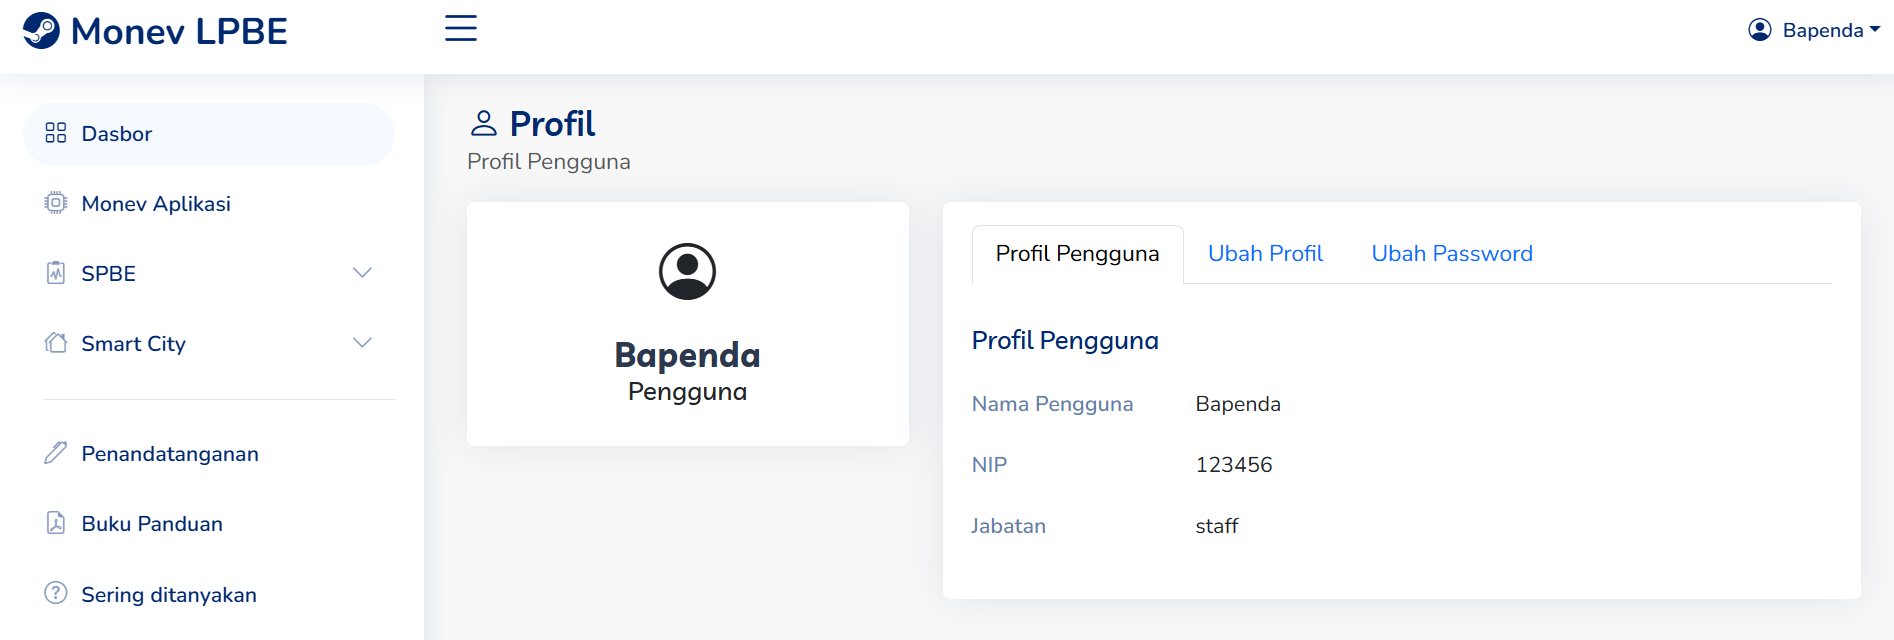 Monev LPBE
Bapenda
Dasbor
Monev Aplikasi
SPBE
Smart City
Penandatanganan
Buku Panduan
Sering ditanyakan
Profil
Profil Pengguna
Bapenda
Pengguna
Profil Pengguna Ubah Profil Ubah Password
Profil Pengguna
Nama Pengguna Bapenda
NIP 123456
Jabatan staff